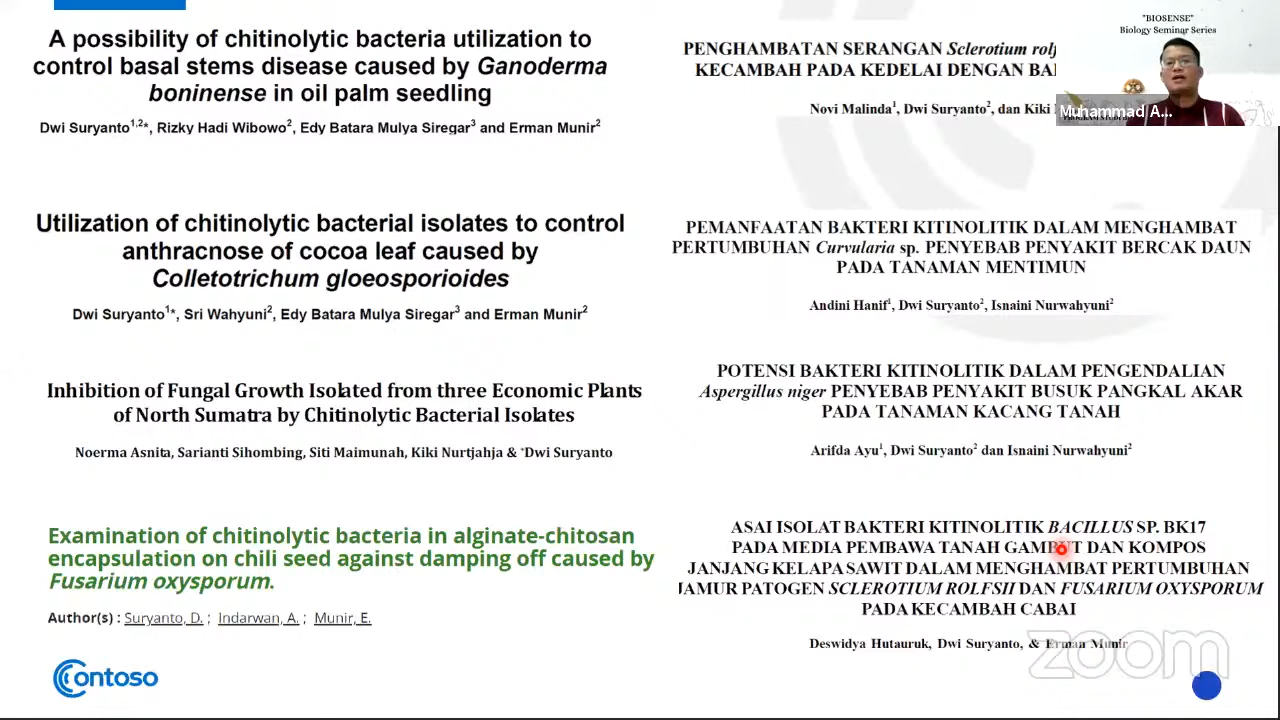 A possibility of chitinolytic bacteria utilization to
control basal stems disease caused by Ganoderma
boninense in oil palm seedling
Dwi Suryanto1,2*, Rizky Hadi Wibowo2, Edy Batara Mulya Siregar3 and Erman Munir2
Utilization of chitinolytic bacterial isolates to control
anthracnose of cocoa leaf caused by
Colletotrichum gloeosporioides
Dwi Suryanto1*, Sri Wahyuni2, Edy Batara Mulya Siregar3 and Erman Munir2
Inhibition of Fungal Growth Isolated from three Economic Plants
of North Sumatra by Chitinolytic Bacterial Isolates
Noerma Asnita, Sarianti Sihombing, Siti Maimunah, Kiki Nurtjahja & *Dwi Suryanto
Examination of chitinolytic bacteria in alginate-chitosan
encapsulation on chili seed against damping off caused by
Fusarium oxysporum.
Author(s) : Suryanto, D. ; Indarwan, A. ; Munir, E.
Contoso
PENGHAMBATAN SERANGAN Sclerotium
KECAMBAH PADA KEDELAI DENGAN
Novi Malinda1, Dwi Suryanto2, dan Kiki
"BIOSENSE"
Biology Seminar Series
Muhammad A...
PEMANFAATAN BAKTERI KITINOLITIK DALAM MENGHAMBAT
PERTUMBUHAN Curvularia sp. PENYEBAB PENYAKIT BERCAK DAUN
PADA TANAMAN MENTIMUN
Andini Hanif1, Dwi Suryanto2, Isnaini Nurwahyuni2
POTENSI BAKTERI KITINOLITIK DALAM PENGENDALIAN
Aspergillus niger PENYEBAB PENYAKIT BUSUK PANGKAL AKAR
PADA TANAMAN KACANG TANAH
Arifda Ayu1, Dwi Suryanto2 dan Isnaini Nurwahyuni2
ASAI ISOLAT BAKTERI KITINOLITIK BACILLUS SP. BK17
PADA MEDIA PEMBAWA TANAH GAMBUT DAN KOMPOS
JANJANG KELAPA SAWIT DALAM MENGHAMBAT PERTUMBUHAN
JAMUR PATOGEN SCLEROTIUM ROLFSII DAN FUSARIUM OXYSPORUM
PADA KECAMBAH CABAI
Deswidya Hutauruk, Dwi Suryanto, & Erman Munir
zoom